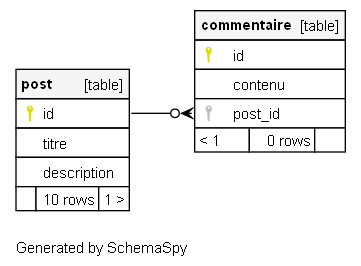 commentaire [table]
id
contenu
post_id
< 1 0 rows
post [table]
id
titre
description
10 rows 1 >
Generated by SchemaSpy